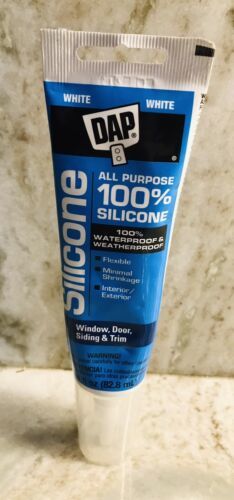 WHITE
WHITE
DAP
®
Silicone
ALL PURPOSE
100%
SILICONE
100%
WATERPROOF &
WEATHERPROOF
Flexible
Minimal
Shrinkage
Interior/
Exterior
Window, Door,
Siding & Trim
WARNING!
oz (82.8 mL